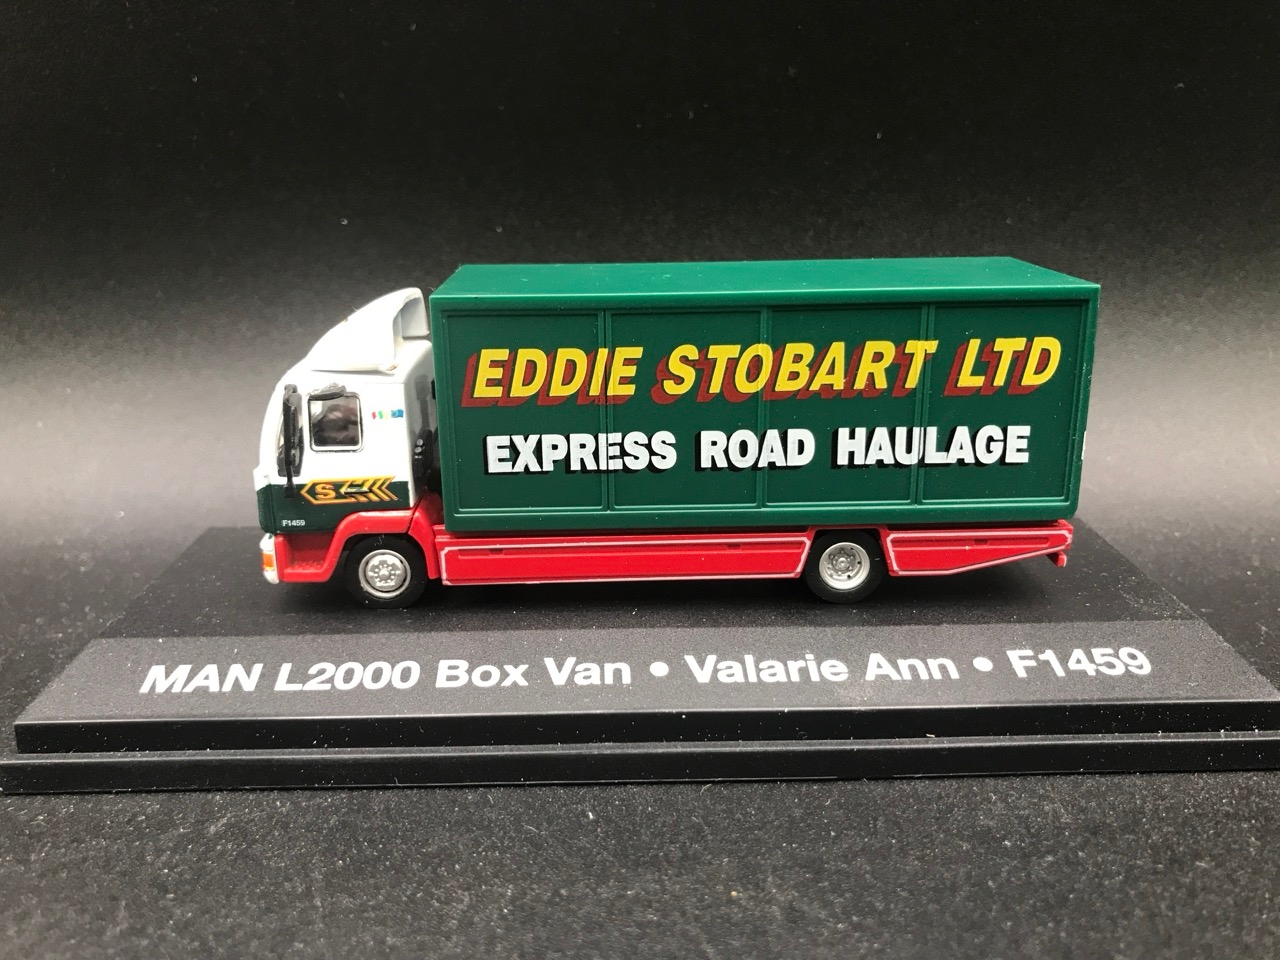 EDDIE STOBART LTD
EXPRESS ROAD HAULAGE
S
F1459
MAN L2000 Box Van • Valarie Ann • F1459